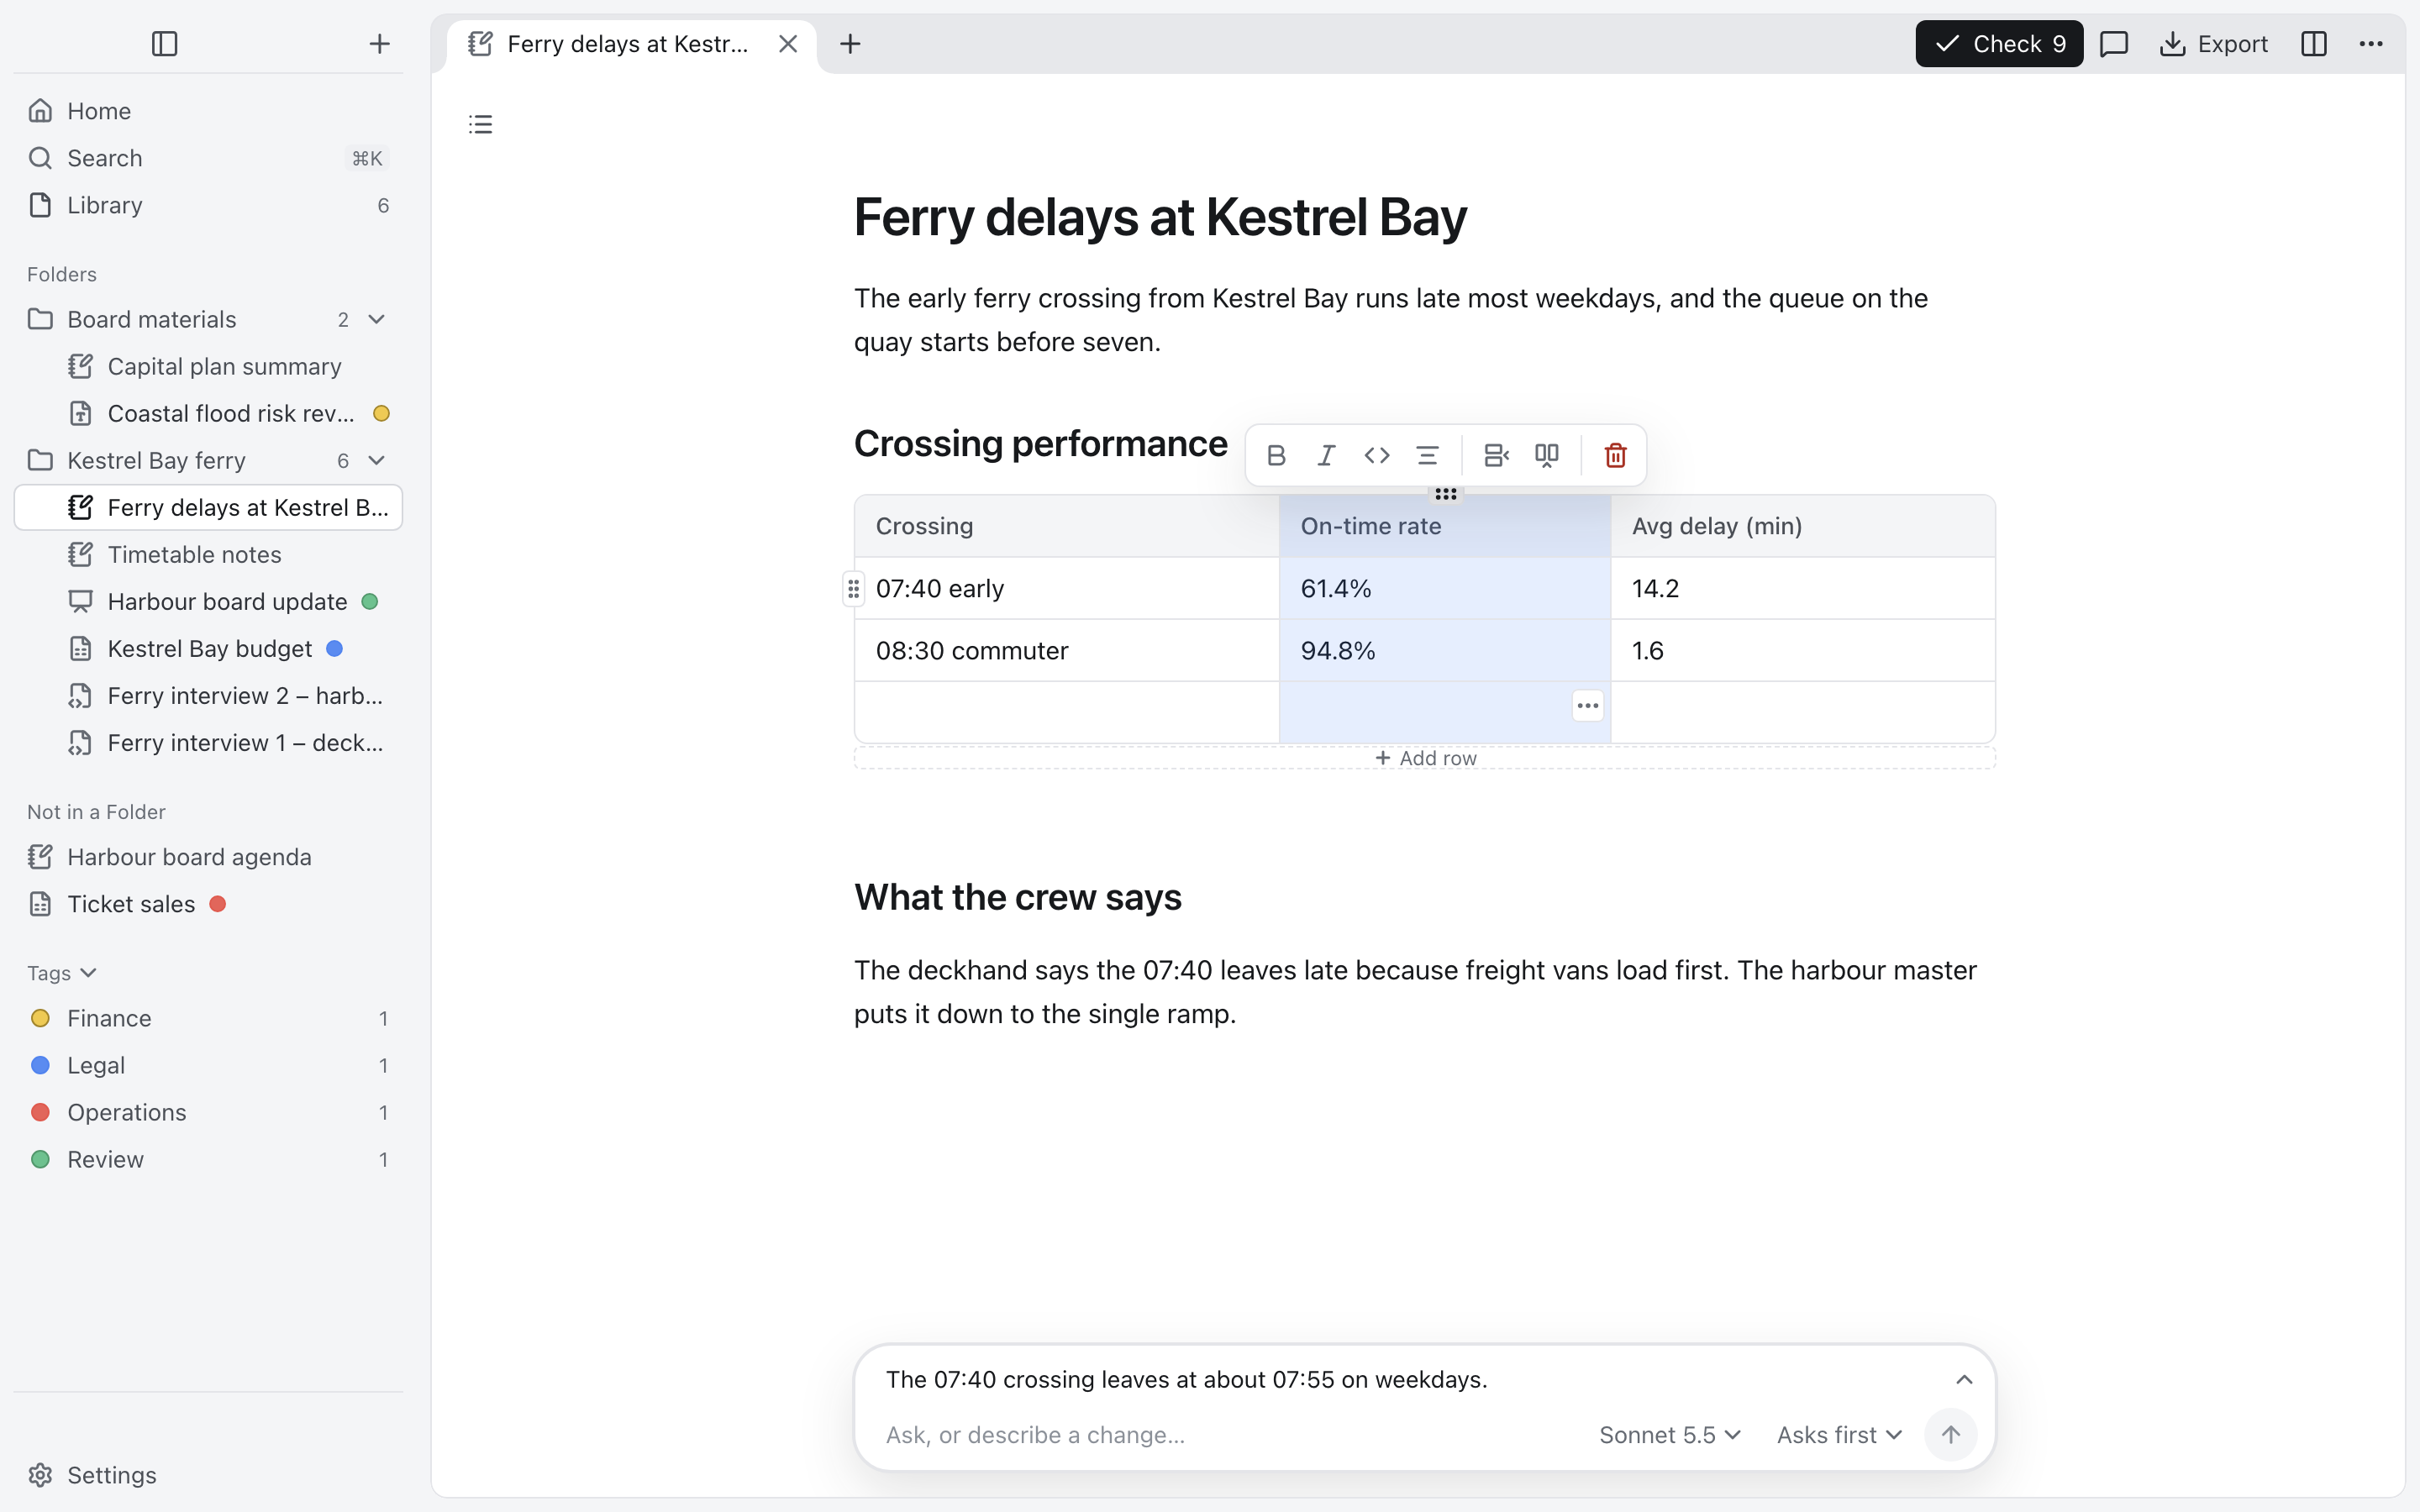 Home
Search ⌘K
Library 6
Folders
Board materials 2
Capital plan summary
Coastal flood risk rev...
Kestrel Bay ferry 6
Ferry delays at Kestrel B...
Timetable notes
Harbour board update
Kestrel Bay budget
Ferry interview 2 – harb...
Ferry interview 1 – deck...
Not in a Folder
Harbour board agenda
Ticket sales
Tags
Finance 1
Legal 1
Operations 1
Review 1
Settings
Ferry delays at Kestr...
Check 9
Export
Ferry delays at Kestrel Bay
The early ferry crossing from Kestrel Bay runs late most weekdays, and the queue on the
quay starts before seven.
Crossing performance
Crossing On-time rate Avg delay (min)
07:40 early 61.4% 14.2
08:30 commuter 94.8% 1.6
Add row
What the crew says
The deckhand says the 07:40 leaves late because freight vans load first. The harbour master
puts it down to the single ramp.
The 07:40 crossing leaves at about 07:55 on weekdays.
Ask, or describe a change...
Sonnet 5.5 Asks first